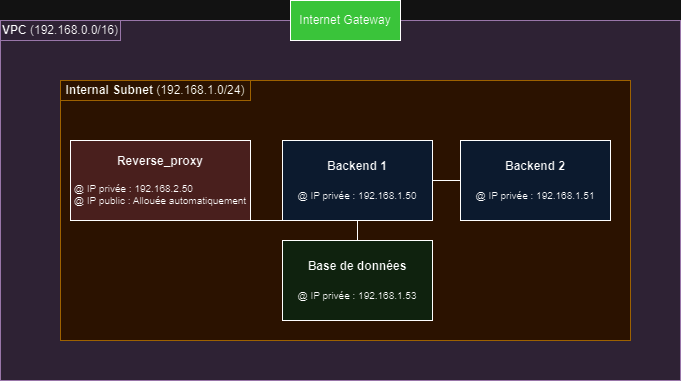 Internet Gateway
VPC (192.168.0.0/16)
Internal Subnet (192.168.1.0/24)
Reverse_proxy
@ IP privée : 192.168.2.50
@ IP public : Allouée automatiquement
Backend 1
@ IP privée : 192.168.1.50
Backend 2
@ IP privée : 192.168.1.51
Base de données
@ IP privée : 192.168.1.53